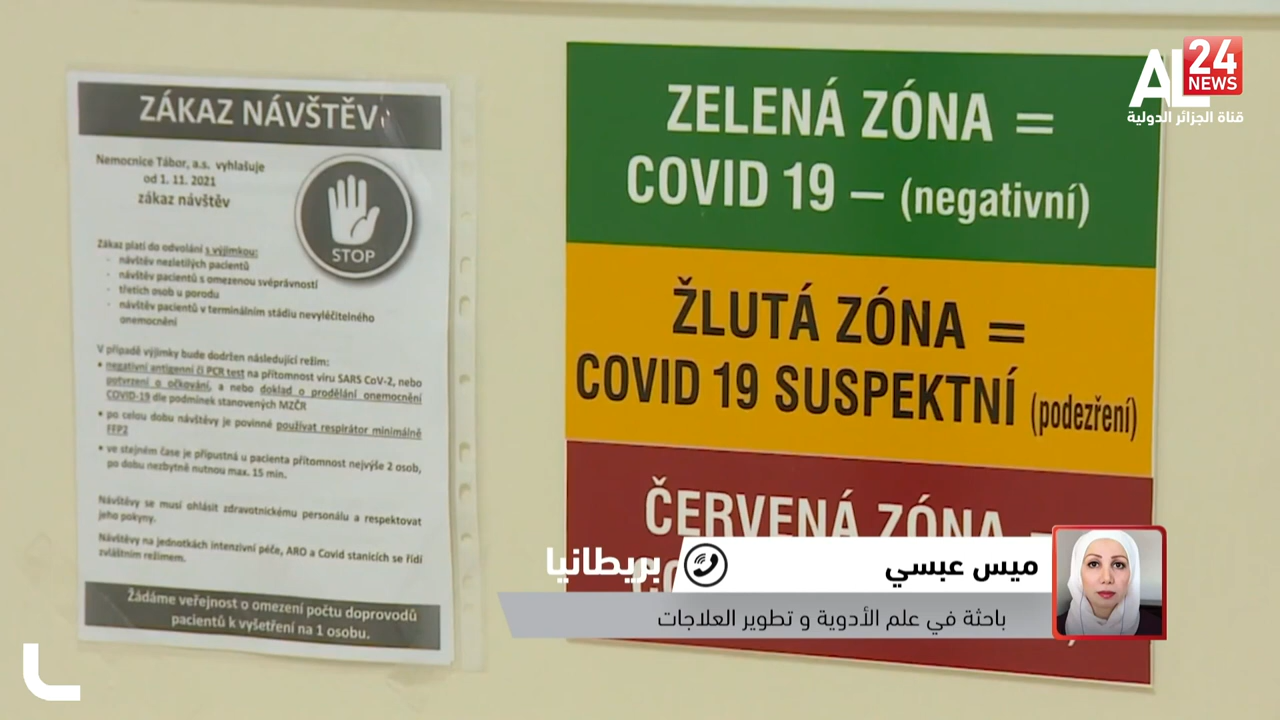 ZÁKAZ NÁVŠTĚV
Nemocnice Tábor, a.s. vyhlašuje
od 1. 11. 2021
zákaz návštěv
STOP
Zákaz platí do odvolání s výjimkou:
- návštěv nezletilých pacientů
- návštěv pacientů s omezenou svéprávností
- třetích osob u porodu
- návštěv pacientů v terminálním stádiu nevyléčitelného
onemocnění
V případě výjimky bude dodržen následující režim:
• negativní antigenní či PCR test na přítomnost viru SARS CoV-2, nebo
potvrzení o očkování, a nebo doklad o prodělání onemocnění
COVID-19 dle podmínek stanovených MZČR
• po celou dobu návštěvy je povinné používat respirátor minimálně
FFP2
• ve stejném čase je přípustná u pacienta přítomnost nejvýše 2 osob,
po dobu nezbytně nutnou max. 15 min.
Návštěvy se musí ohlásit zdravotnickému personálu a respektovat
jeho pokyny.
Návštěvy na jednotkách intenzivní péče, ARO a Covid stanicích se řídí
zvláštním režimem.
Žádáme veřejnost o omezení počtu doprovodů
pacientů k vyšetření na 1 osobu.
ZELENÁ ZÓNA =
COVID 19 – (negativní)
ŽLUTÁ ZÓNA =
COVID 19 SUSPEKTNÍ (podezření)
ČERVENÁ ZÓNA
AL 24 NEWS
قناة الجزائر الدولية
ميس عبسي
بريطانيا
باحثة في علم الأدوية و تطوير العلاجات